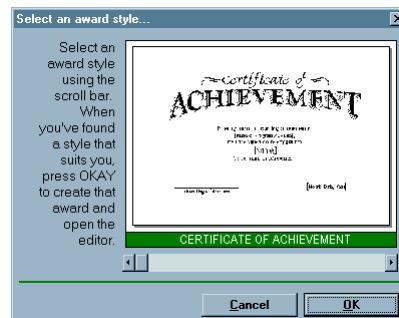 Select an award style...
Select an
award style
using the
scroll bar.
When
you've found
a style that
suits you,
press OKAY
to create that
award and
open the
editor.
Certificate of
ACHIEVEMENT
CERTIFICATE OF ACHIEVEMENT
Cancel
OK